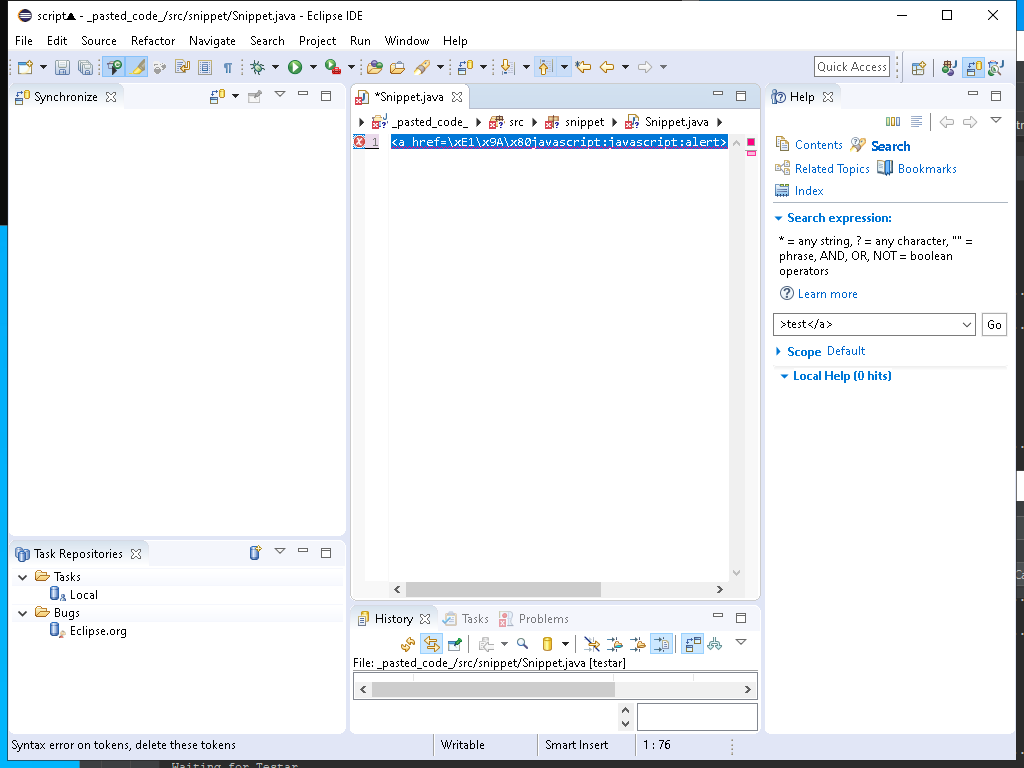 script▲ - _pasted_code_/src/snippet/Snippet.java - Eclipse IDE
File Edit Source Refactor Navigate Search Project Run Window Help
Quick Access
Synchronize
*Snippet.java
_pasted_code_ src snippet Snippet.java
1 <a href=\xE1\x9A\x80javascript:javascript:alert>
Help
Contents Search
Related Topics Bookmarks
Index
Search expression:
* = any string, ? = any character, "" =
phrase, AND, OR, NOT = boolean
operators
Learn more
>test</a> Go
Scope Default
Local Help (0 hits)
Task Repositories
Tasks
Local
Bugs
Eclipse.org
History Tasks Problems
File: _pasted_code_/src/snippet/Snippet.java [testar]
Syntax error on tokens, delete these tokens Writable Smart Insert 1 : 76
Waiting for Testar